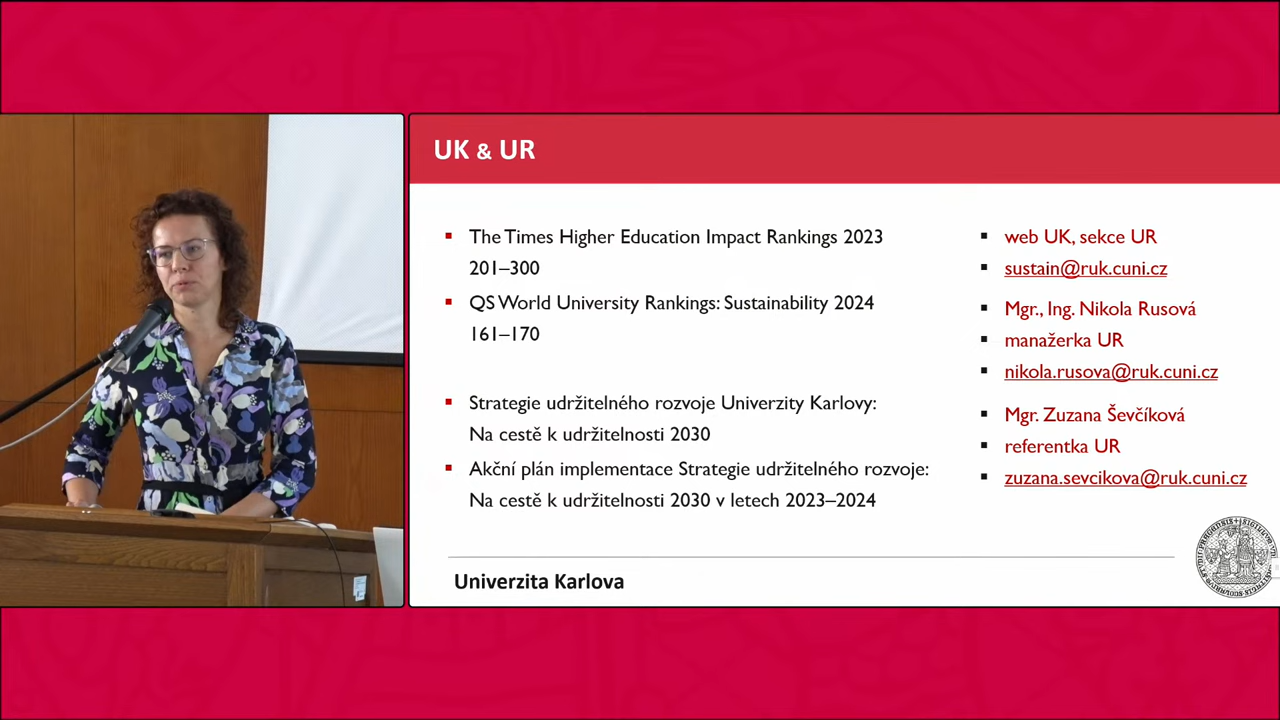 UK & UR
The Times Higher Education Impact Rankings 2023
201–300
QS World University Rankings: Sustainability 2024
161–170
Strategie udržitelného rozvoje Univerzity Karlovy:
Na cestě k udržitelnosti 2030
Akční plán implementace Strategie udržitelného rozvoje:
Na cestě k udržitelnosti 2030 v letech 2023–2024
web UK, sekce UR
sustain@ruk.cuni.cz
Mgr., Ing. Nikola Rusová
manažerka UR
nikola.rusova@ruk.cuni.cz
Mgr. Zuzana Ševčíková
referentka UR
zuzana.sevcikova@ruk.cuni.cz
Univerzita Karlova